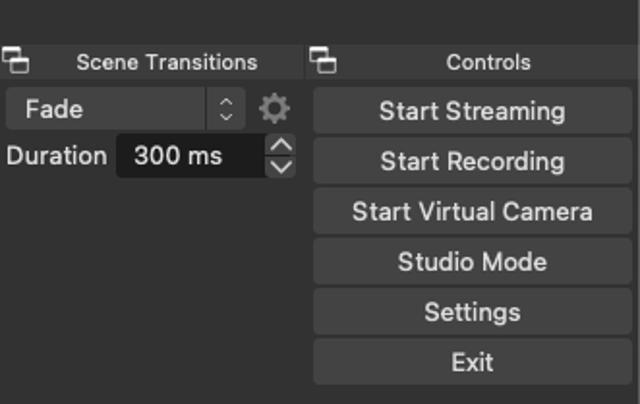 Scene Transitions
Controls
Fade
Duration 300 ms
Start Streaming
Start Recording
Start Virtual Camera
Studio Mode
Settings
Exit